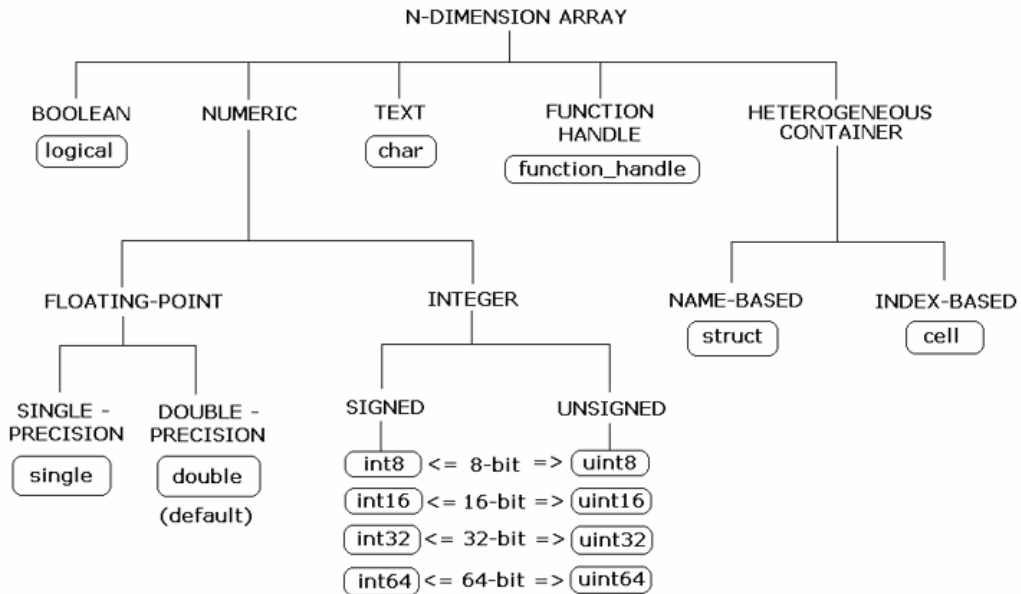 N-DIMENSION ARRAY
BOOLEAN
logical
NUMERIC
TEXT
char
FUNCTION
HANDLE
function_handle
HETEROGENEOUS
CONTAINER
FLOATING-POINT
INTEGER
NAME-BASED
struct
INDEX-BASED
cell
SINGLE -
PRECISION
single
DOUBLE -
PRECISION
double
(default)
SIGNED
UNSIGNED
int8 <= 8-bit => uint8
int16 <= 16-bit => uint16
int32 <= 32-bit => uint32
int64 <= 64-bit => uint64